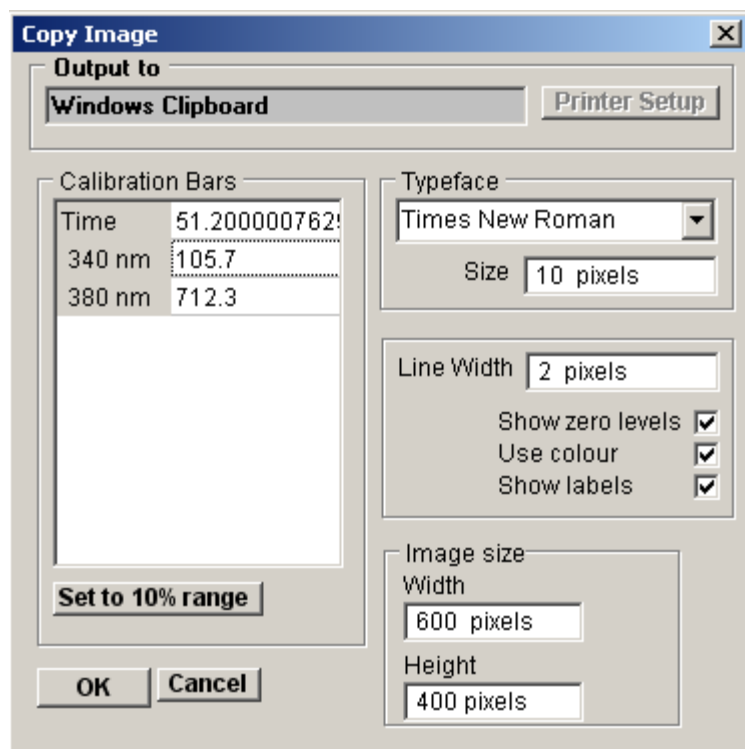 Copy Image
Output to
Windows Clipboard
Printer Setup
Calibration Bars
Time 51.2000007629
340 nm 105.7
380 nm 712.3
Set to 10% range
OK
Cancel
Typeface
Times New Roman
Size 10 pixels
Line Width 2 pixels
Show zero levels
Use colour
Show labels
Image size
Width
600 pixels
Height
400 pixels